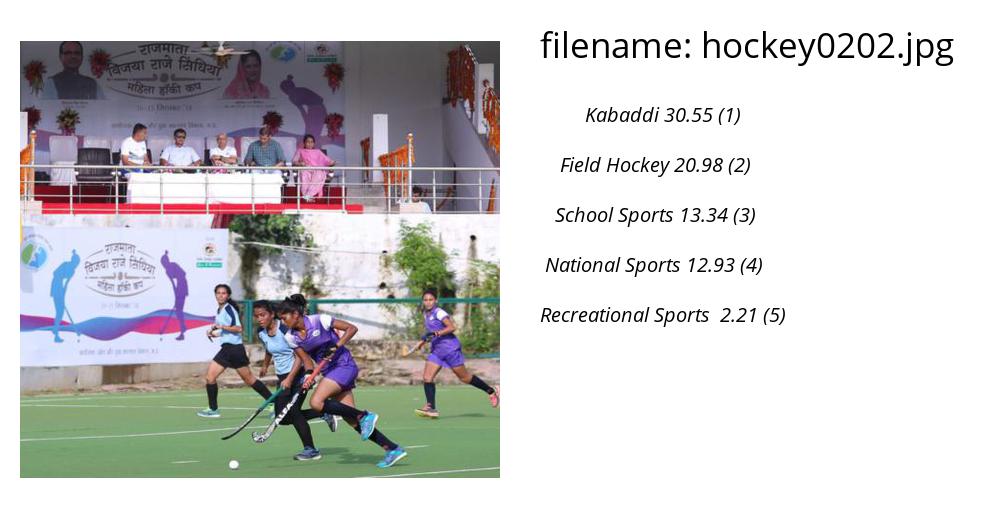 filename: hockey0202.jpg
Kabaddi 30.55 (1)
Field Hockey 20.98 (2)
School Sports 13.34 (3)
National Sports 12.93 (4)
Recreational Sports 2.21 (5)
राजमाता
विजया राजे सिंधिया
महिला हॉकी कप
राजमाता
विजया राजे सिंधिया
महिला हॉकी कप